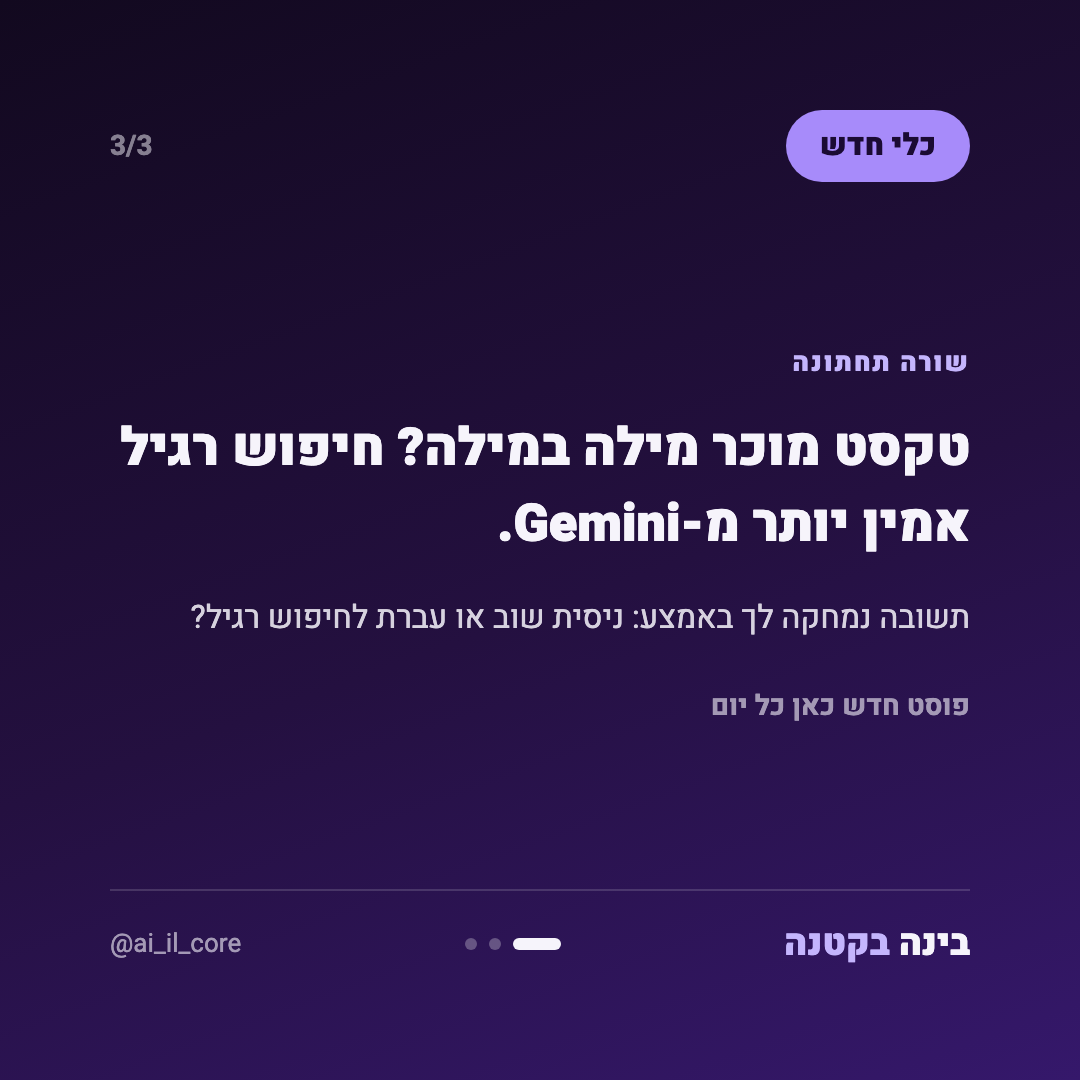 כלי חדש
3/3
שורה תחתונה
טקסט מוכר מילה במילה? חיפוש רגיל
אמין יותר מ-Gemini.
תשובה נמחקה לך באמצע: ניסית שוב או עברת לחיפוש רגיל?
פוסט חדש כאן כל יום
בינה בקטנה
@ai_il_core